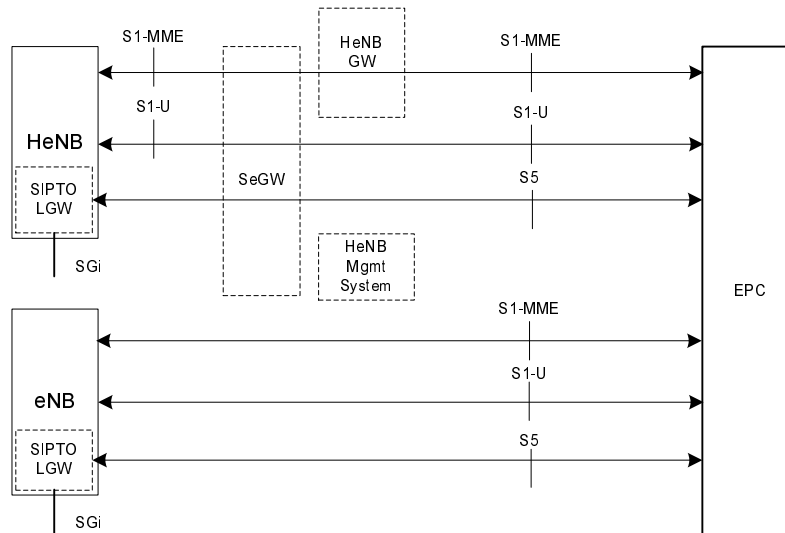 S1-MME
HeNB
GW
S1-MME
S1-U
S1-U
HeNB
SeGW
S5
SIPTO
LGW
SGi
HeNB
Mgmt
System
EPC
S1-MME
S1-U
eNB
S5
SIPTO
LGW
SGi